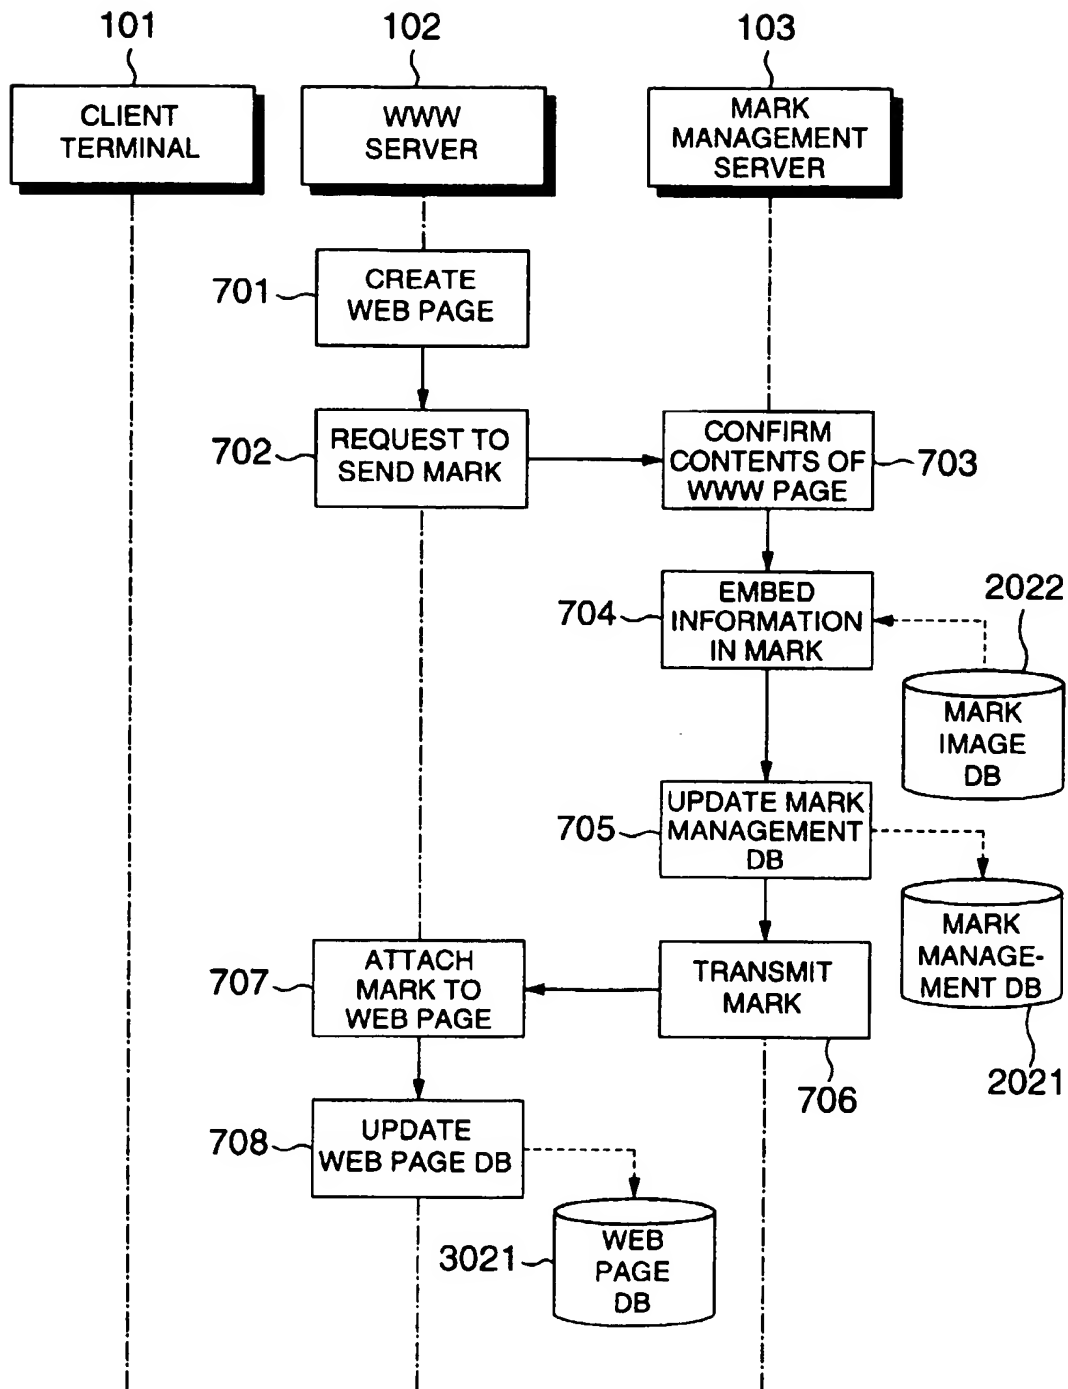 101
102
103
CLIENT
TERMINAL
WWW
SERVER
MARK
MANAGEMENT
SERVER
701
CREATE
WEB PAGE
702
REQUEST TO
SEND MARK
CONFIRM
CONTENTS OF
WWW PAGE
703
704
EMBED
INFORMATION
IN MARK
2022
MARK
IMAGE
DB
705
UPDATE MARK
MANAGEMENT
DB
MARK
MANAGE-
MENT DB
2021
707
ATTACH
MARK TO
WEB PAGE
TRANSMIT
MARK
706
708
UPDATE
WEB PAGE DB
3021
WEB
PAGE
DB